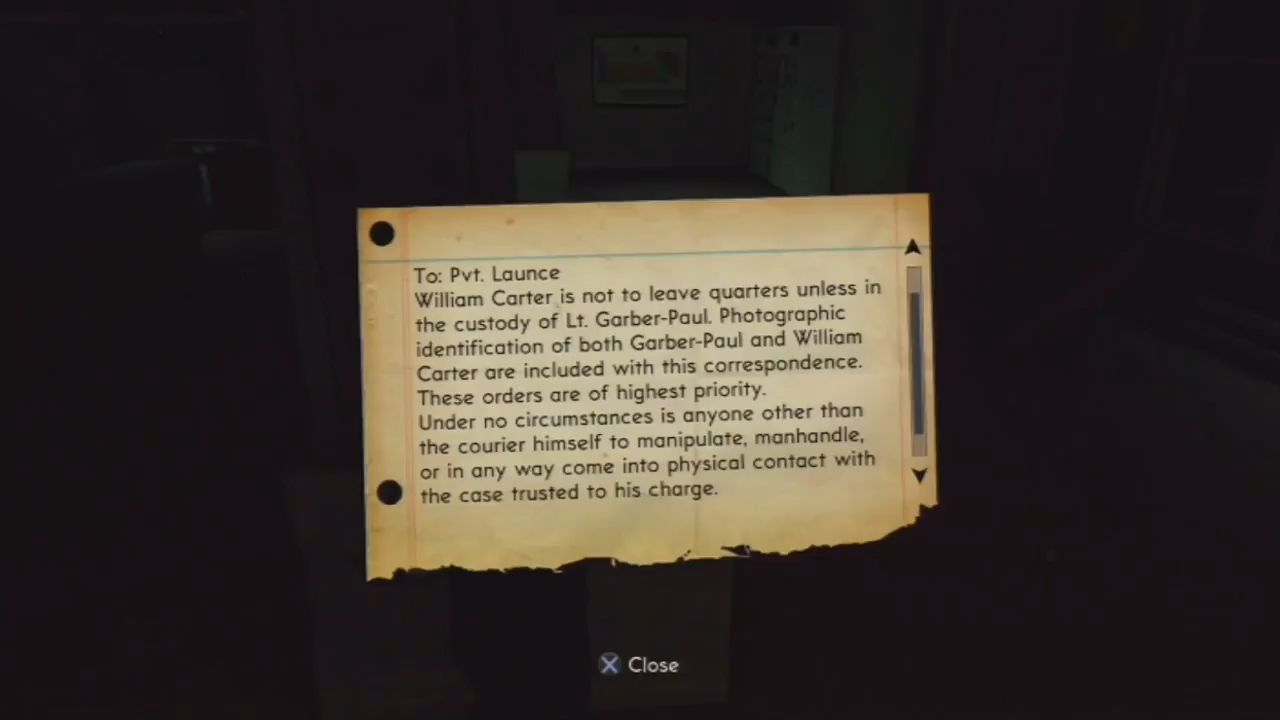 To: Pvt. Launce
William Carter is not to leave quarters unless in
the custody of Lt. Garber-Paul. Photographic
identification of both Garber-Paul and William
Carter are included with this correspondence.
These orders are of highest priority.
Under no circumstances is anyone other than
the courier himself to manipulate, manhandle,
or in any way come into physical contact with
the case trusted to his charge.
Close